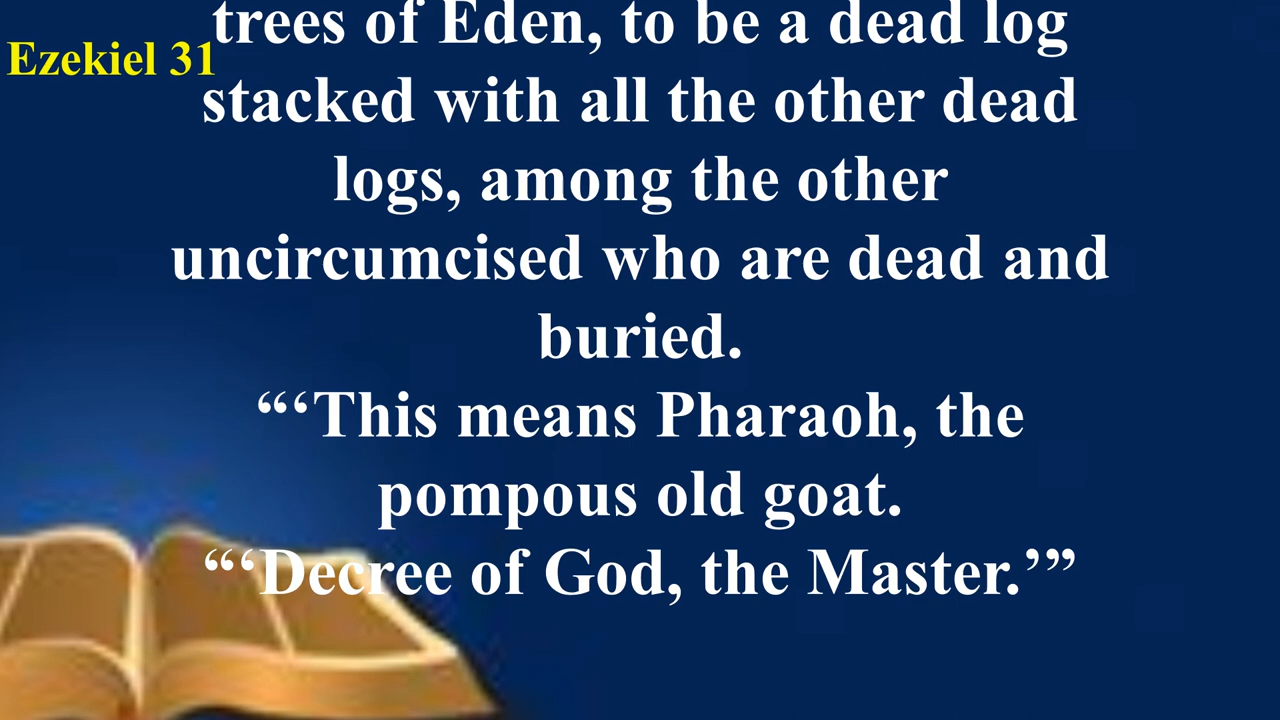 trees of Eden, to be a dead log
Ezekiel 31
stacked with all the other dead
logs, among the other
uncircumcised who are dead and
buried.
“‘This means Pharaoh, the
pompous old goat.
“‘Decree of God, the Master.’”